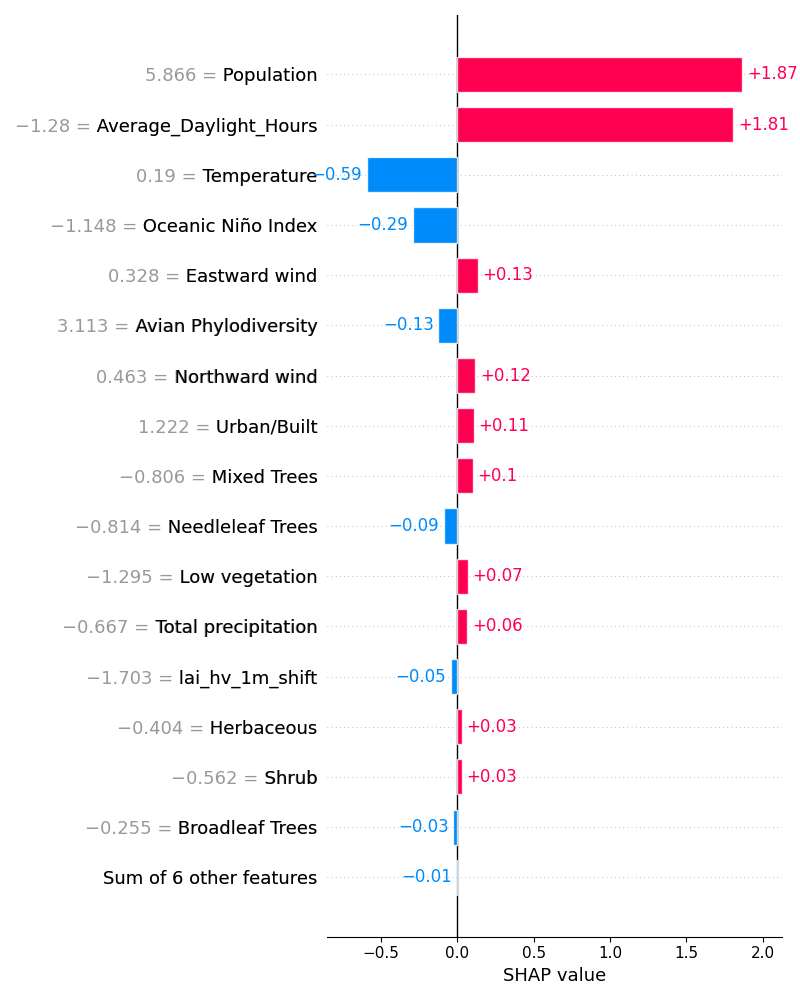 5.866 = Population +1.87
−1.28 = Average_Daylight_Hours +1.81
0.19 = Temperature −0.59
−1.148 = Oceanic Niño Index −0.29
0.328 = Eastward wind +0.13
3.113 = Avian Phylodiversity −0.13
0.463 = Northward wind +0.12
1.222 = Urban/Built +0.11
−0.806 = Mixed Trees +0.1
−0.814 = Needleleaf Trees −0.09
−1.295 = Low vegetation +0.07
−0.667 = Total precipitation +0.06
−1.703 = lai_hv_1m_shift −0.05
−0.404 = Herbaceous +0.03
−0.562 = Shrub +0.03
−0.255 = Broadleaf Trees −0.03
Sum of 6 other features −0.01
−0.5 0.0 0.5 1.0 1.5 2.0
SHAP value